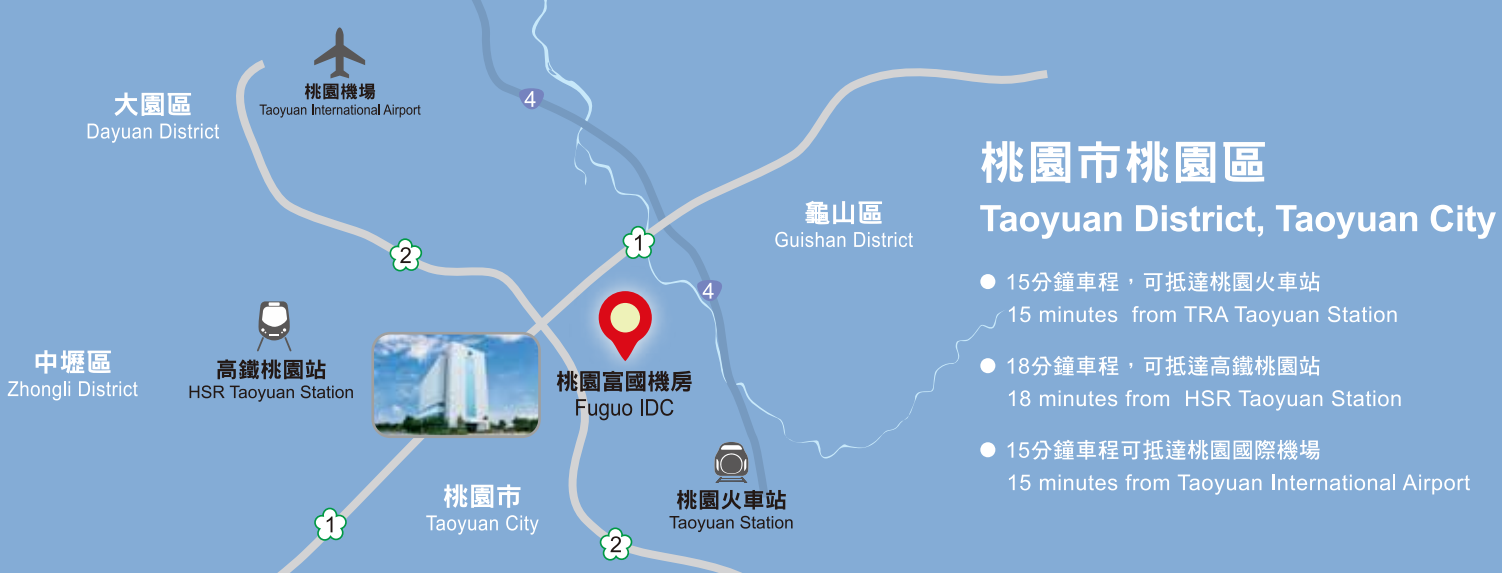 桃園機場
Taoyuan International Airport
大園區
Dayuan District
4
龜山區
Guishan District
1
2
4
高鐵桃園站
HSR Taoyuan Station
中壢區
Zhongli District
桃園富國機房
Fuguo IDC
桃園市
Taoyuan City
桃園火車站
Taoyuan Station
1
2
桃園市桃園區
Taoyuan District, Taoyuan City
● 15分鐘車程，可抵達桃園火車站
15 minutes from TRA Taoyuan Station
● 18分鐘車程，可抵達高鐵桃園站
18 minutes from HSR Taoyuan Station
● 15分鐘車程可抵達桃園國際機場
15 minutes from Taoyuan International Airport